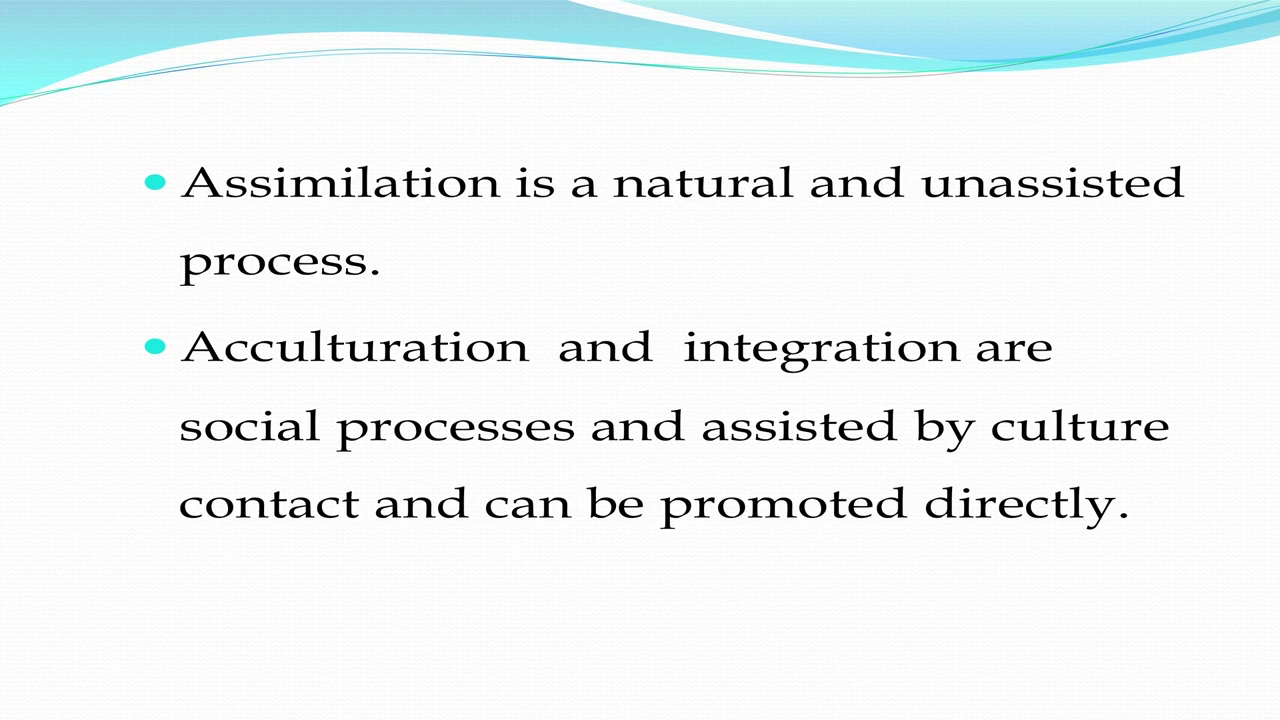 • Assimilation is a natural and unassisted
process.
• Acculturation and integration are
social processes and assisted by culture
contact and can be promoted directly.